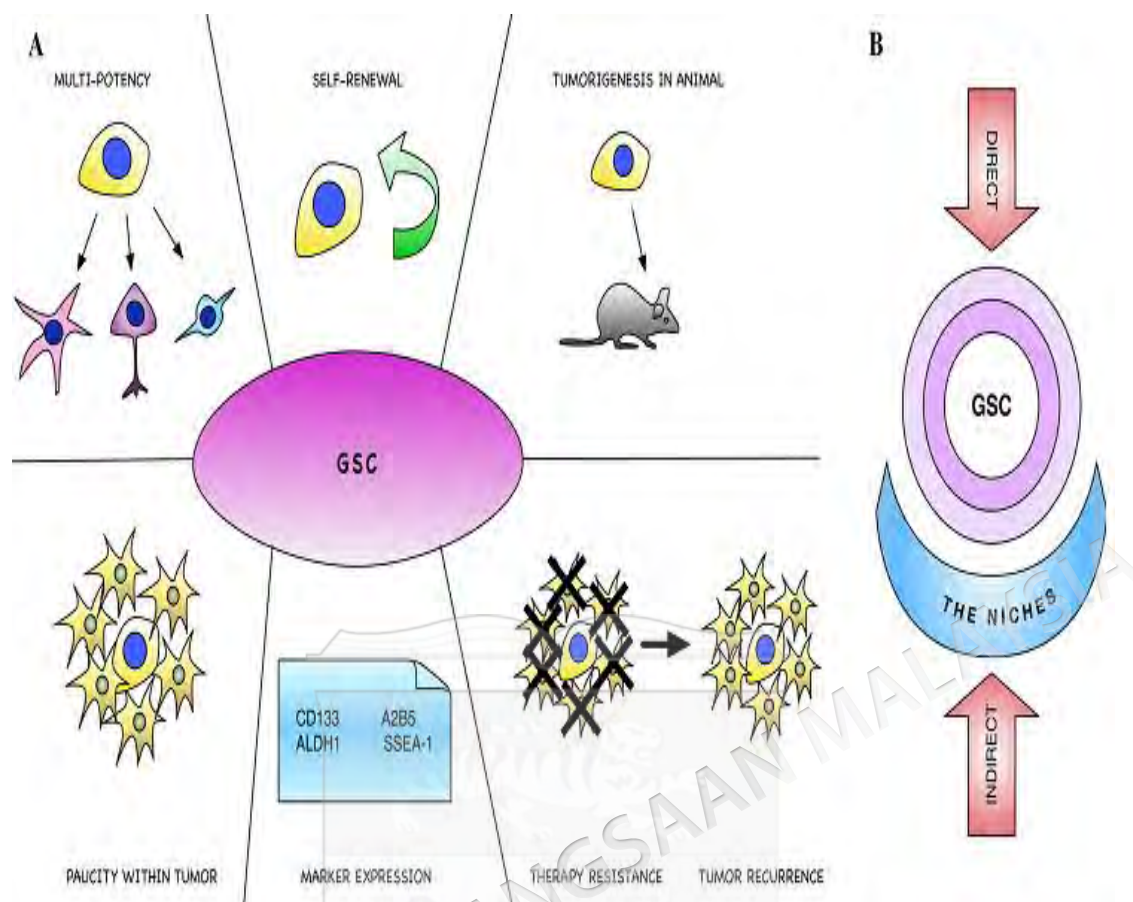 A
B
MULTI-POTENCY
SELF-RENEWAL
TUMORIGENESIS IN ANIMAL
DIRECT
GSC
GSC
THE NICHES
CD133 A2B5
ALDH1 SSEA-1
INDIRECT
PAUCITY WITHIN TUMOR
MARKER EXPRESSION
THERAPY RESISTANCE
TUMOR RECURRENCE
MALAYSIA